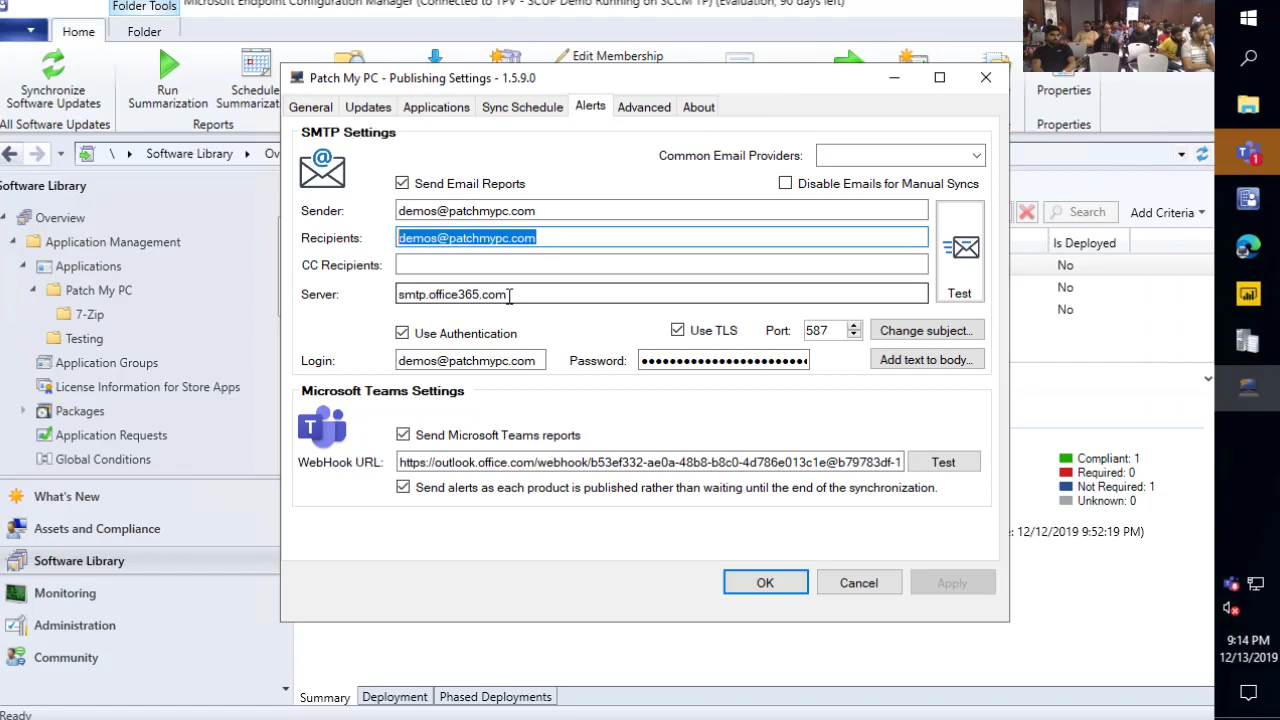 Folder Tools
Microsoft Endpoint Configuration Manager (Connected to TPV - SCUP Demo Running on SCCM TP) (Evaluation, 90 days left)
Home
Folder
Synchronize
Software Updates
Run
Summarization
Schedule
Summarizat
Edit Membership
Properties
All Software Updates
Reports
Properties
\
Software Library
Ov
Software Library
Overview
Application Management
Applications
Patch My PC
7-Zip
Testing
Application Groups
License Information for Store Apps
Packages
Application Requests
Global Conditions
What's New
Assets and Compliance
Software Library
Monitoring
Administration
Community
Ready
Patch My PC - Publishing Settings - 1.5.9.0
General
Updates
Applications
Sync Schedule
Alerts
Advanced
About
SMTP Settings
Common Email Providers:
Send Email Reports
Disable Emails for Manual Syncs
Sender:
demos@patchmypc.com
Recipients:
demos@patchmypc.com
CC Recipients:
Server:
smtp.office365.com
Test
Use Authentication
Use TLS
Port:
587
Change subject...
Login:
demos@patchmypc.com
Password:
Add text to body...
Microsoft Teams Settings
Send Microsoft Teams reports
WebHook URL:
https://outlook.office.com/webhook/b53ef332-ae0a-48b8-b8c0-4d786e013c1e@b79783df-1
Test
Send alerts as each product is published rather than waiting until the end of the synchronization.
OK
Cancel
Apply
Search
Add Criteria
Is Deployed
No
No
No
Compliant: 1
Required: 0
Not Required: 1
Unknown: 0
e: 12/12/2019 9:52:19 PM)
Summary
Deployment
Phased Deployments
1
9:14 PM
12/13/2019